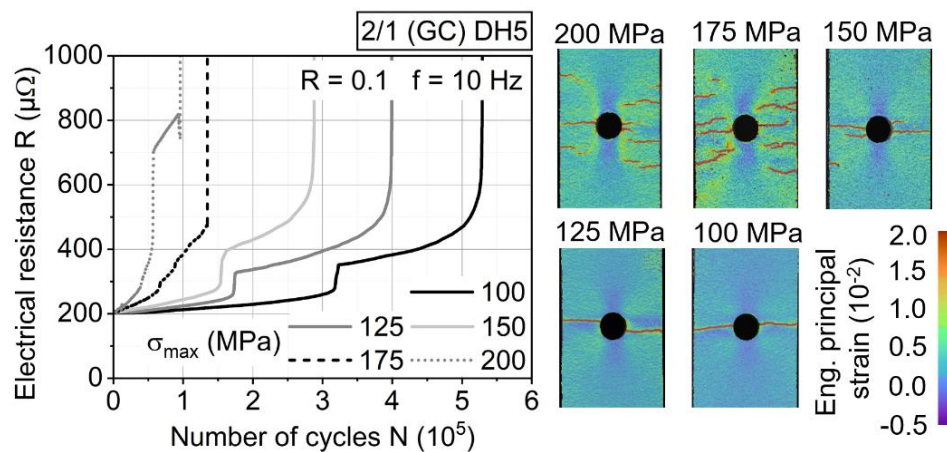 2/1 (GC) DH5
R = 0.1 f = 10 Hz
Electrical resistance R (µΩ)
1000
800
600
400
200
0
0 1 2 3 4 5 6
Number of cycles N (10⁵)
σmax (MPa)
100
125 150
175 200
200 MPa 175 MPa 150 MPa
125 MPa 100 MPa
Eng. principal
strain (10⁻²)
2.0
1.5
1.0
0.5
0.0
-0.5